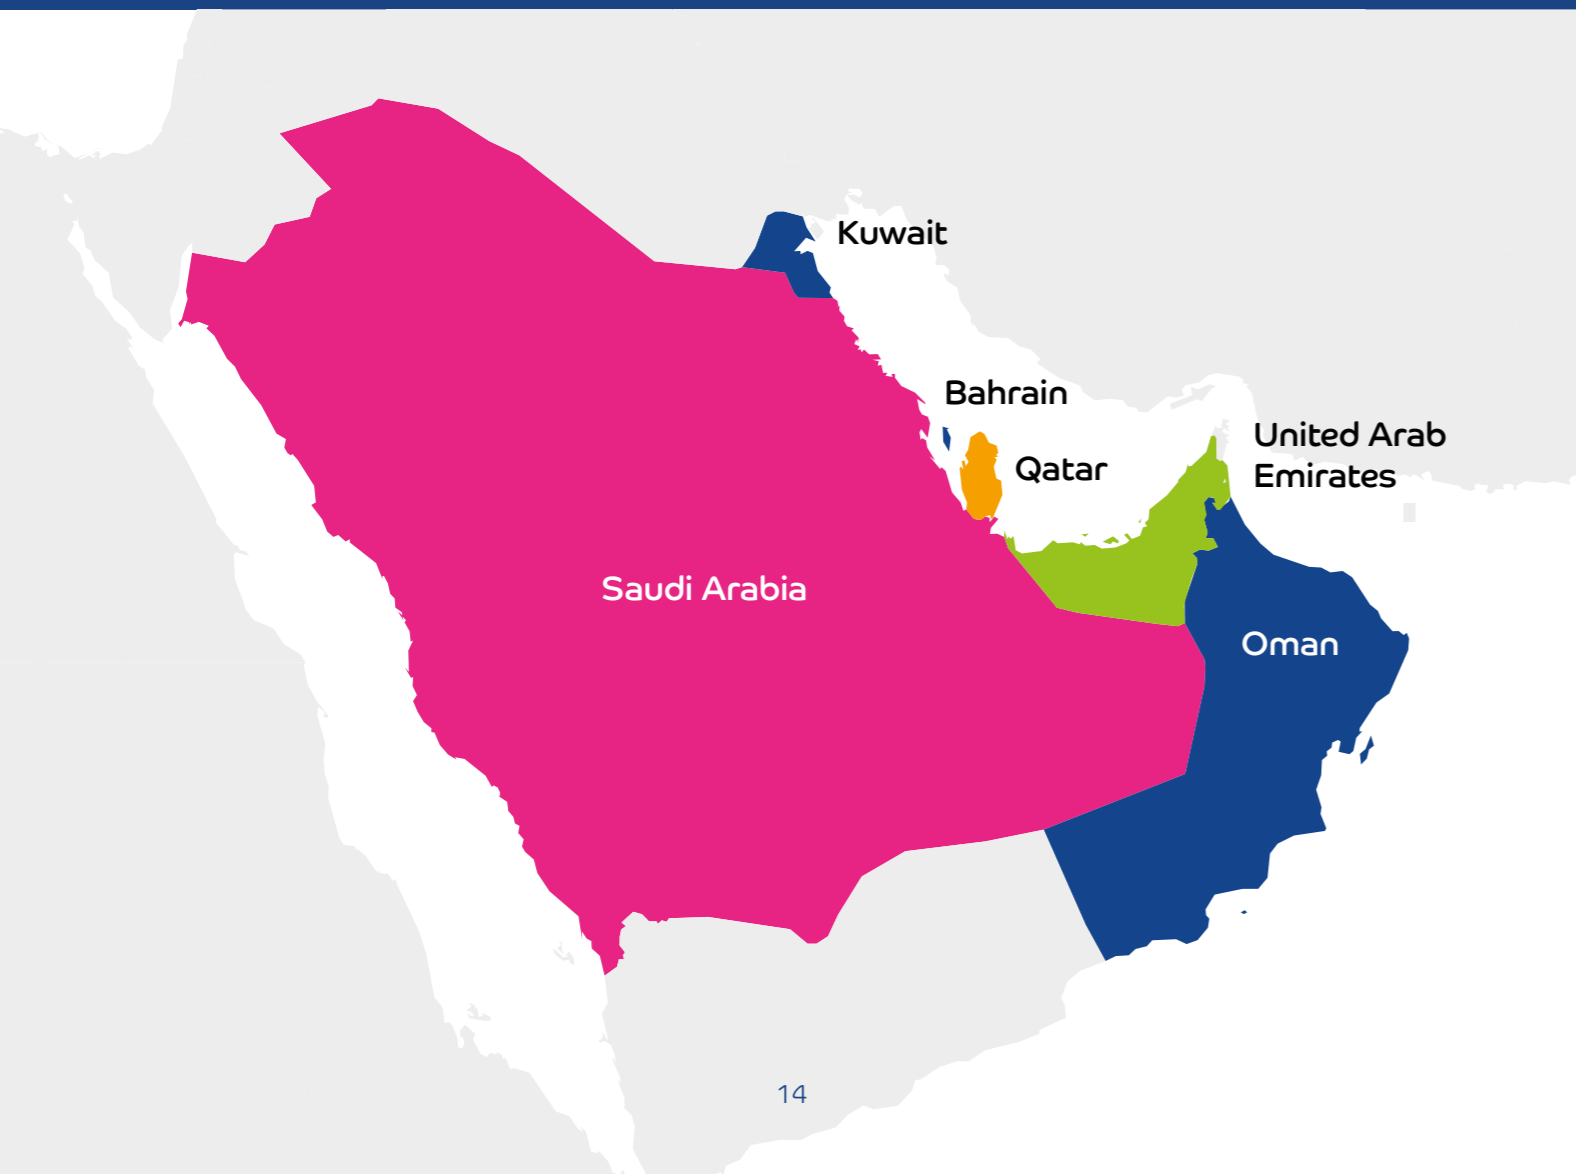 Kuwait
Bahrain
United Arab
Emirates
Qatar
Saudi Arabia
Oman
14